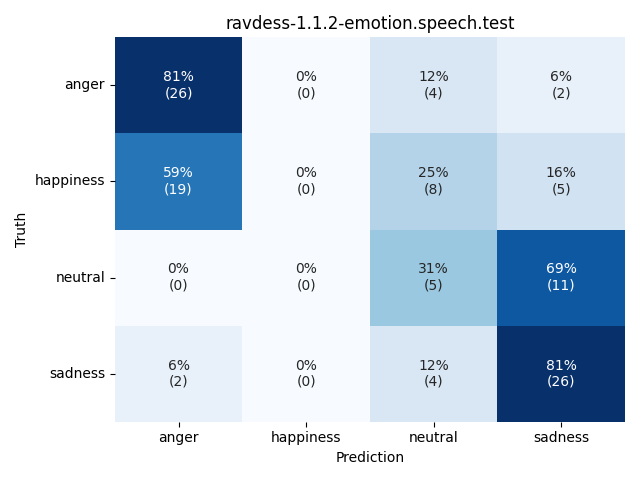 ravdess-1.1.2-emotion.speech.test
Truth
anger
81% 0% 12% 6%
(26) (0) (4) (2)
happiness
59% 0% 25% 16%
(19) (0) (8) (5)
neutral
0% 0% 31% 69%
(0) (0) (5) (11)
sadness
6% 0% 12% 81%
(2) (0) (4) (26)
anger happiness neutral sadness
Prediction